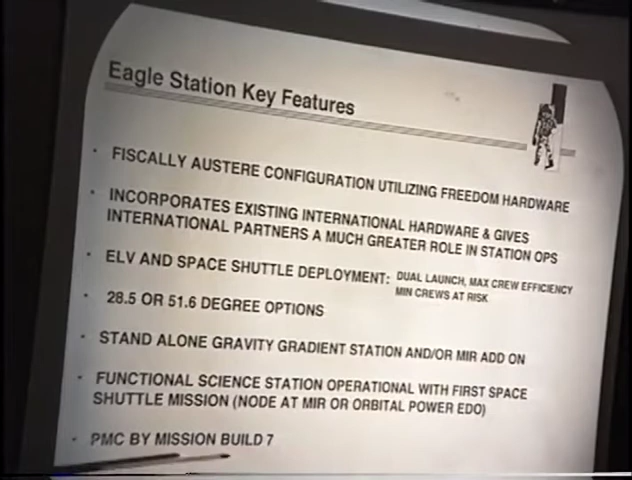 Eagle Station Key Features
· FISCALLY AUSTERE CONFIGURATION UTILIZING FREEDOM HARDWARE
· INCORPORATES EXISTING INTERNATIONAL HARDWARE & GIVES
INTERNATIONAL PARTNERS A MUCH GREATER ROLE IN STATION OPS
· ELV AND SPACE SHUTTLE DEPLOYMENT: DUAL LAUNCH, MAX CREW EFFICIENCY
MIN CREWS AT RISK
· 28.5 OR 51.6 DEGREE OPTIONS
· STAND ALONE GRAVITY GRADIENT STATION AND/OR MIR ADD ON
· FUNCTIONAL SCIENCE STATION OPERATIONAL WITH FIRST SPACE
SHUTTLE MISSION (NODE AT MIR OR ORBITAL POWER EDO)
· PMC BY MISSION BUILD 7